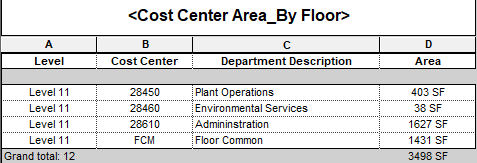 <Cost Center Area_By Floor>
A B C D
Level Cost Center Department Description Area
Level 11 28450 Plant Operations 403 SF
Level 11 28460 Environmental Services 38 SF
Level 11 28610 Admininstration 1627 SF
Level 11 FCM Floor Common 1431 SF
Grand total: 12 3498 SF